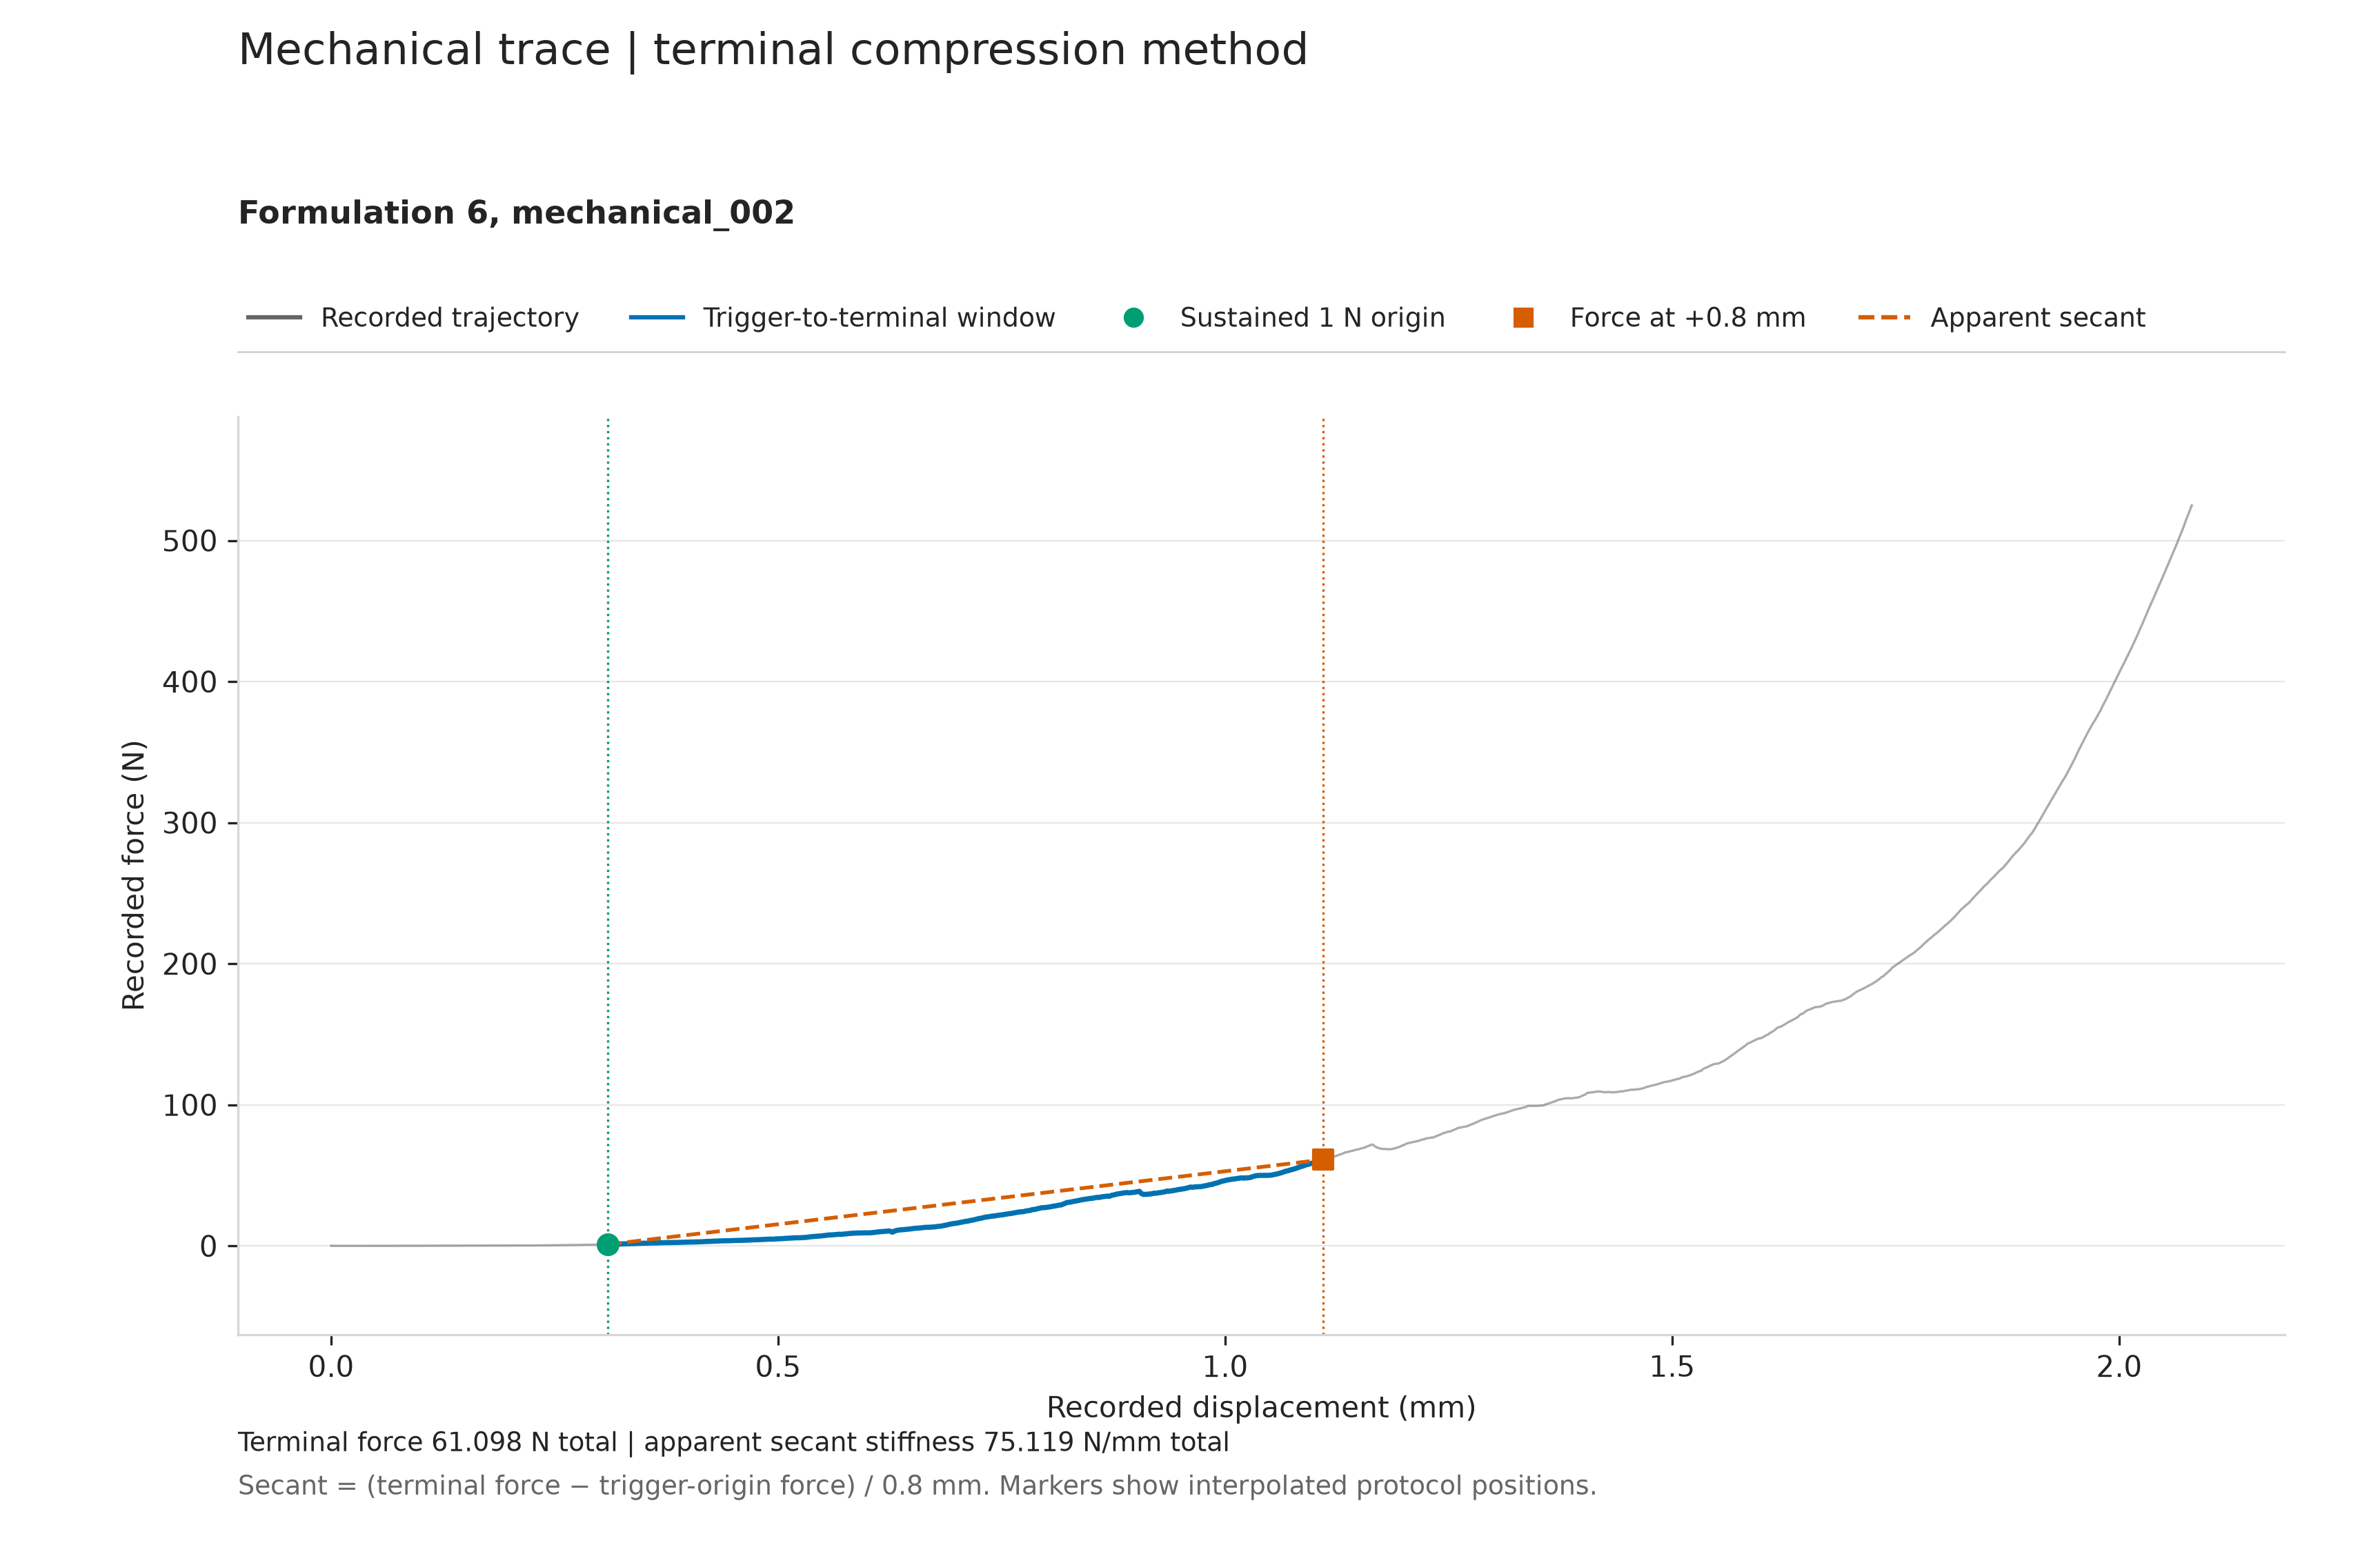 Mechanical trace | terminal compression method
Formulation 6, mechanical_002
Recorded trajectory
Trigger-to-terminal window
Sustained 1 N origin
Force at +0.8 mm
Apparent secant
Recorded force (N)
500
400
300
200
100
0
0.0
0.5
1.0
1.5
2.0
Recorded displacement (mm)
Terminal force 61.098 N total | apparent secant stiffness 75.119 N/mm total
Secant = (terminal force − trigger-origin force) / 0.8 mm. Markers show interpolated protocol positions.